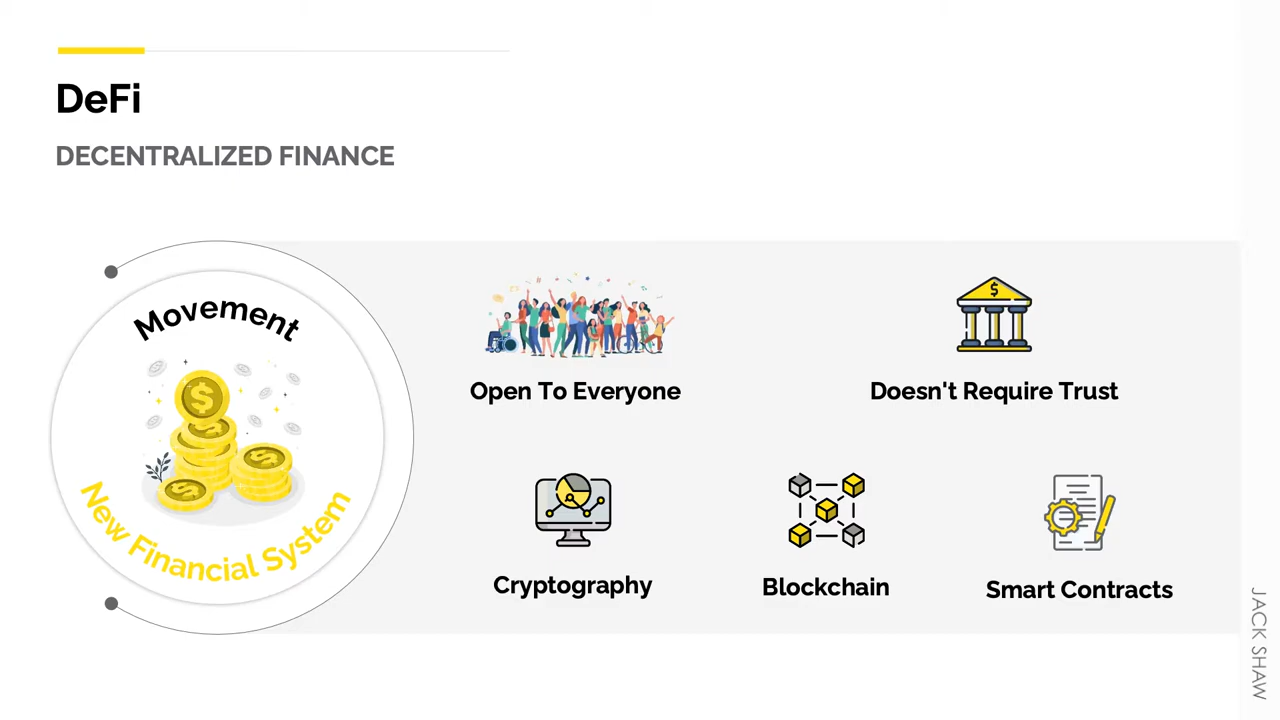 DeFi
DECENTRALIZED FINANCE
Movement
New Financial System
Open To Everyone
Doesn't Require Trust
Cryptography
Blockchain
Smart Contracts
JACK SHAW